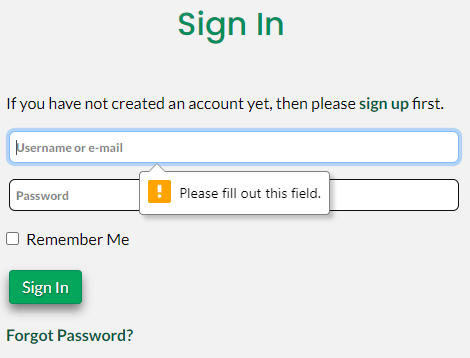 Sign In
If you have not created an account yet, then please sign up first.
Username or e-mail
Please fill out this field.
Password
Remember Me
Sign In
Forgot Password?